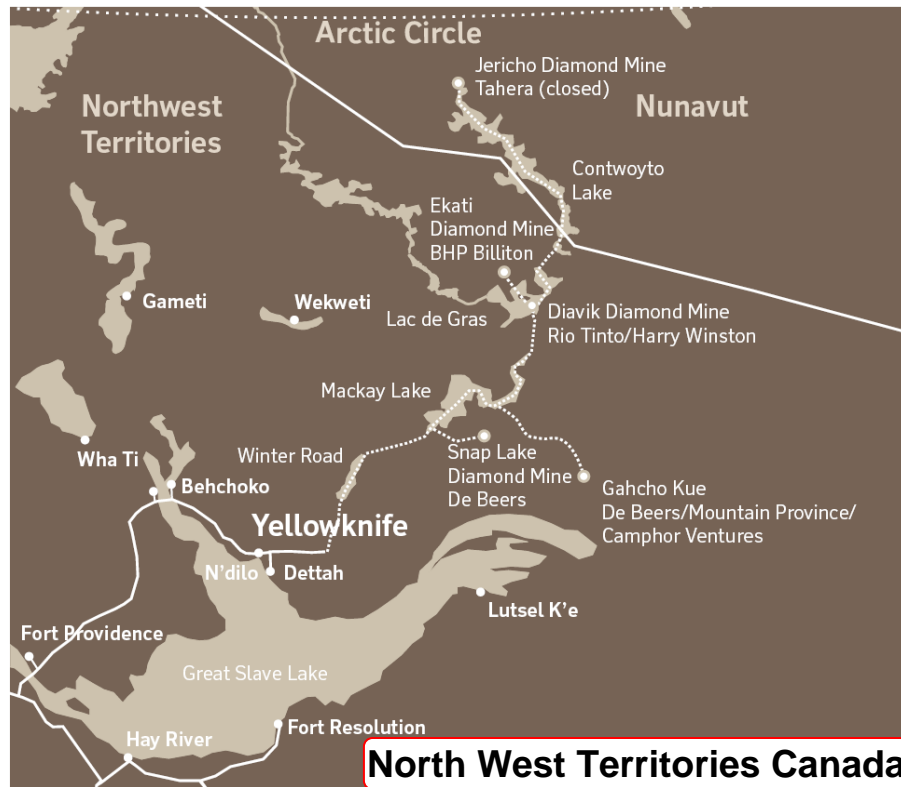 Arctic Circle
Jericho Diamond Mine
Tahera (closed)
Northwest
Territories
Nunavut
Contwoyto
Lake
Ekati
Diamond Mine
BHP Billiton
Gameti
Wekweti
Lac de Gras
Diavik Diamond Mine
Rio Tinto/Harry Winston
Mackay Lake
Wha Ti
Winter Road
Snap Lake
Diamond Mine
De Beers
Behchoko
Gahcho Kue
De Beers/Mountain Province/
Camphor Ventures
Yellowknife
N'dilo
Dettah
Lutsel K'e
Fort Providence
Great Slave Lake
Fort Resolution
Hay River
North West Territories Canada